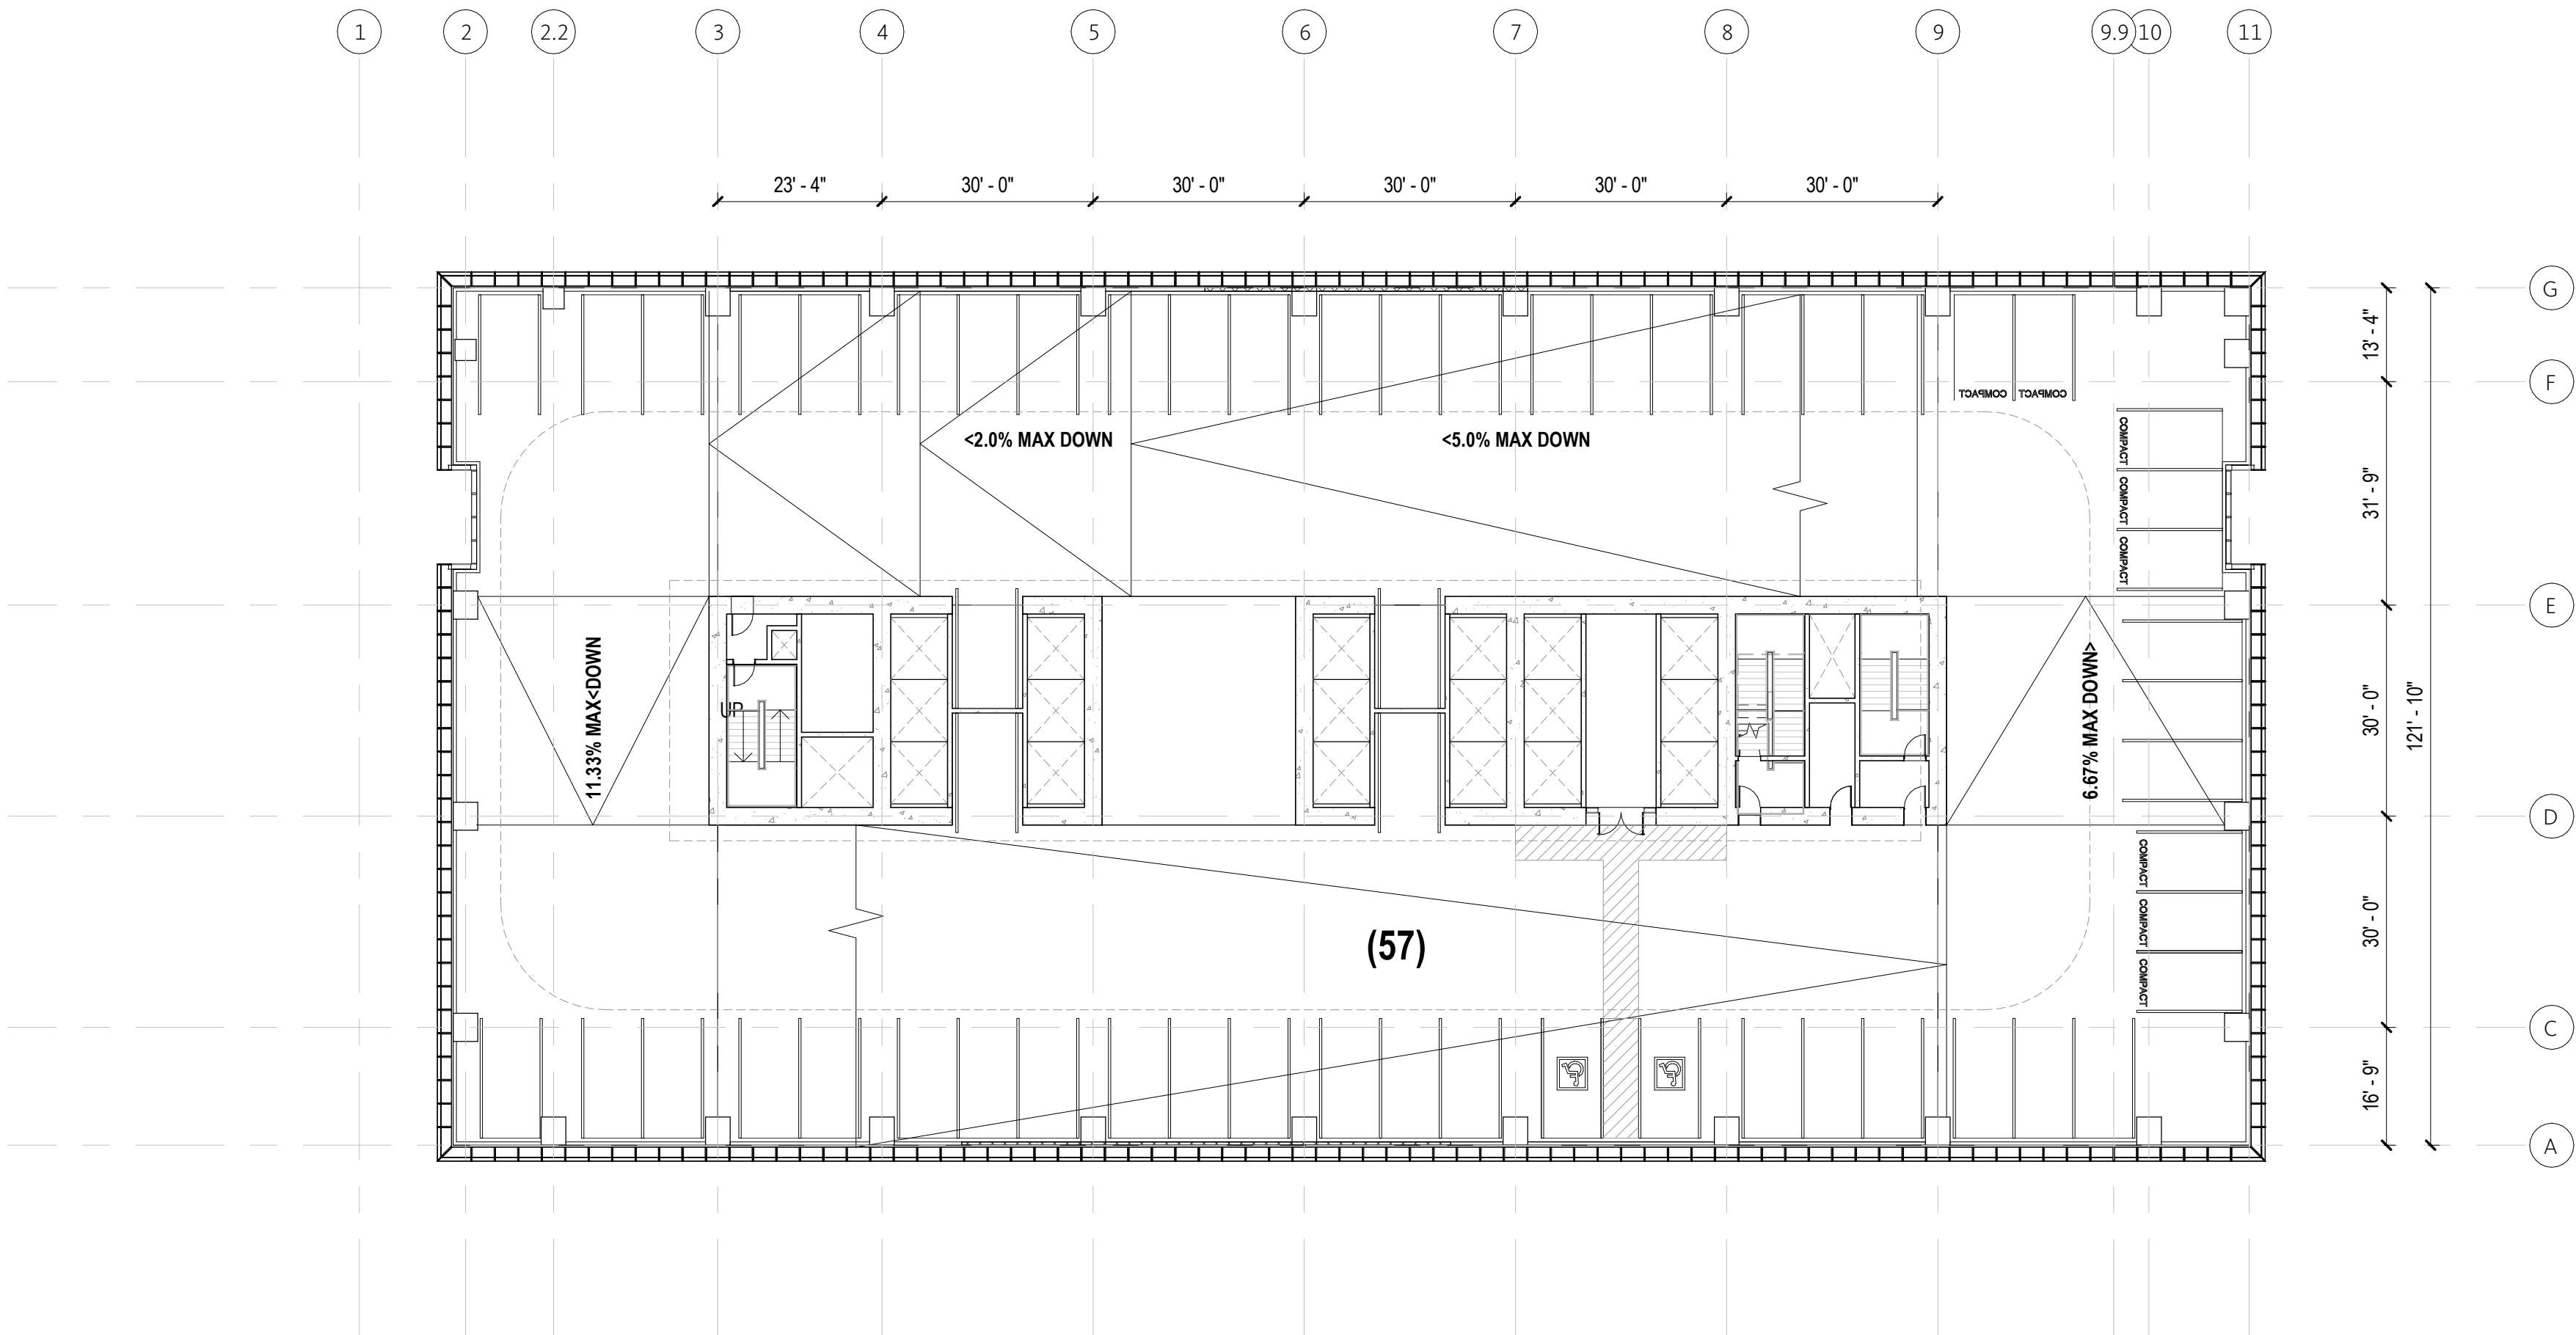 1 2 2.2 3 4 5 6 7 8 9 9.9 10 11
23' - 4" 30' - 0" 30' - 0" 30' - 0" 30' - 0" 30' - 0"
G
13' - 4"
F
COMPACT COMPACT
<2.0% MAX DOWN <5.0% MAX DOWN
COMPACT
COMPACT
COMPACT
31' - 9"
E
11.33% MAX<DOWN
UP
6.67% MAX DOWN>
30' - 0"
121' - 10"
D
COMPACT
COMPACT
COMPACT
(57)
30' - 0"
C
16' - 9"
A